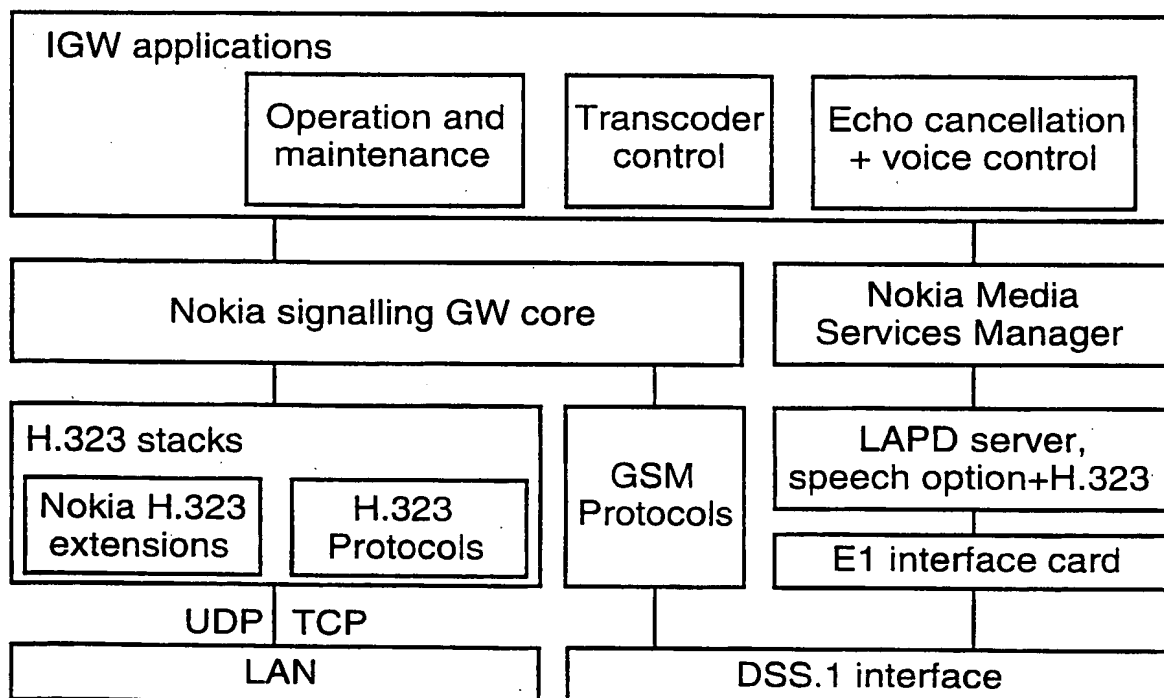 IGW applications
Operation and
maintenance
Transcoder
control
Echo cancellation
+ voice control
Nokia signalling GW core
Nokia Media
Services Manager
H.323 stacks
Nokia H.323
extensions
H.323
Protocols
GSM
Protocols
LAPD server,
speech option+H.323
E1 interface card
UDP TCP
LAN
DSS.1 interface